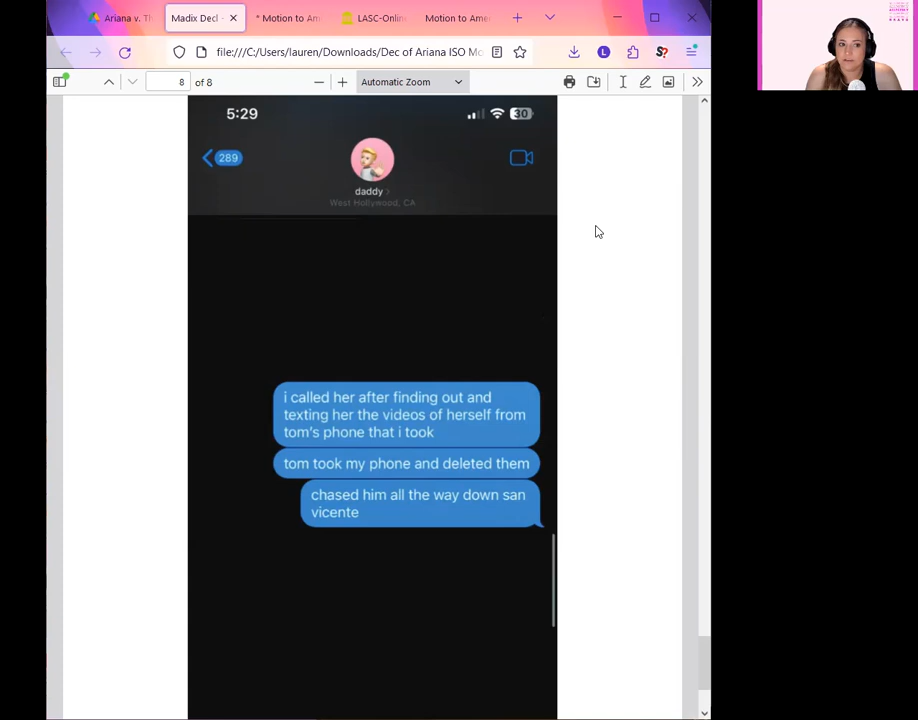 Ariana v. Th
Madix Decl
* Motion to Am
LASC-Onlin
Motion to Ame
file:///C:/Users/lauren/Downloads/Dec of Ariana ISO Mo
L
S?
8 of 8
Automatic Zoom
5:29
30
289
daddy
West Hollywood, CA
i called her after finding out and
texting her the videos of herself from
tom's phone that i took
tom took my phone and deleted them
chased him all the way down san
vicente